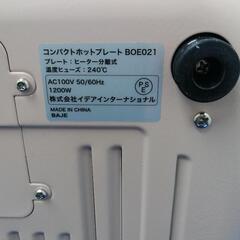 コンパクトホットプレート BOE021
プレート：ヒーター分離式
温度ヒューズ：240℃
AC100V 50/60Hz
1200W
株式会社イデアインターナショナル
MADE IN CHINA
BAJE
P S
E